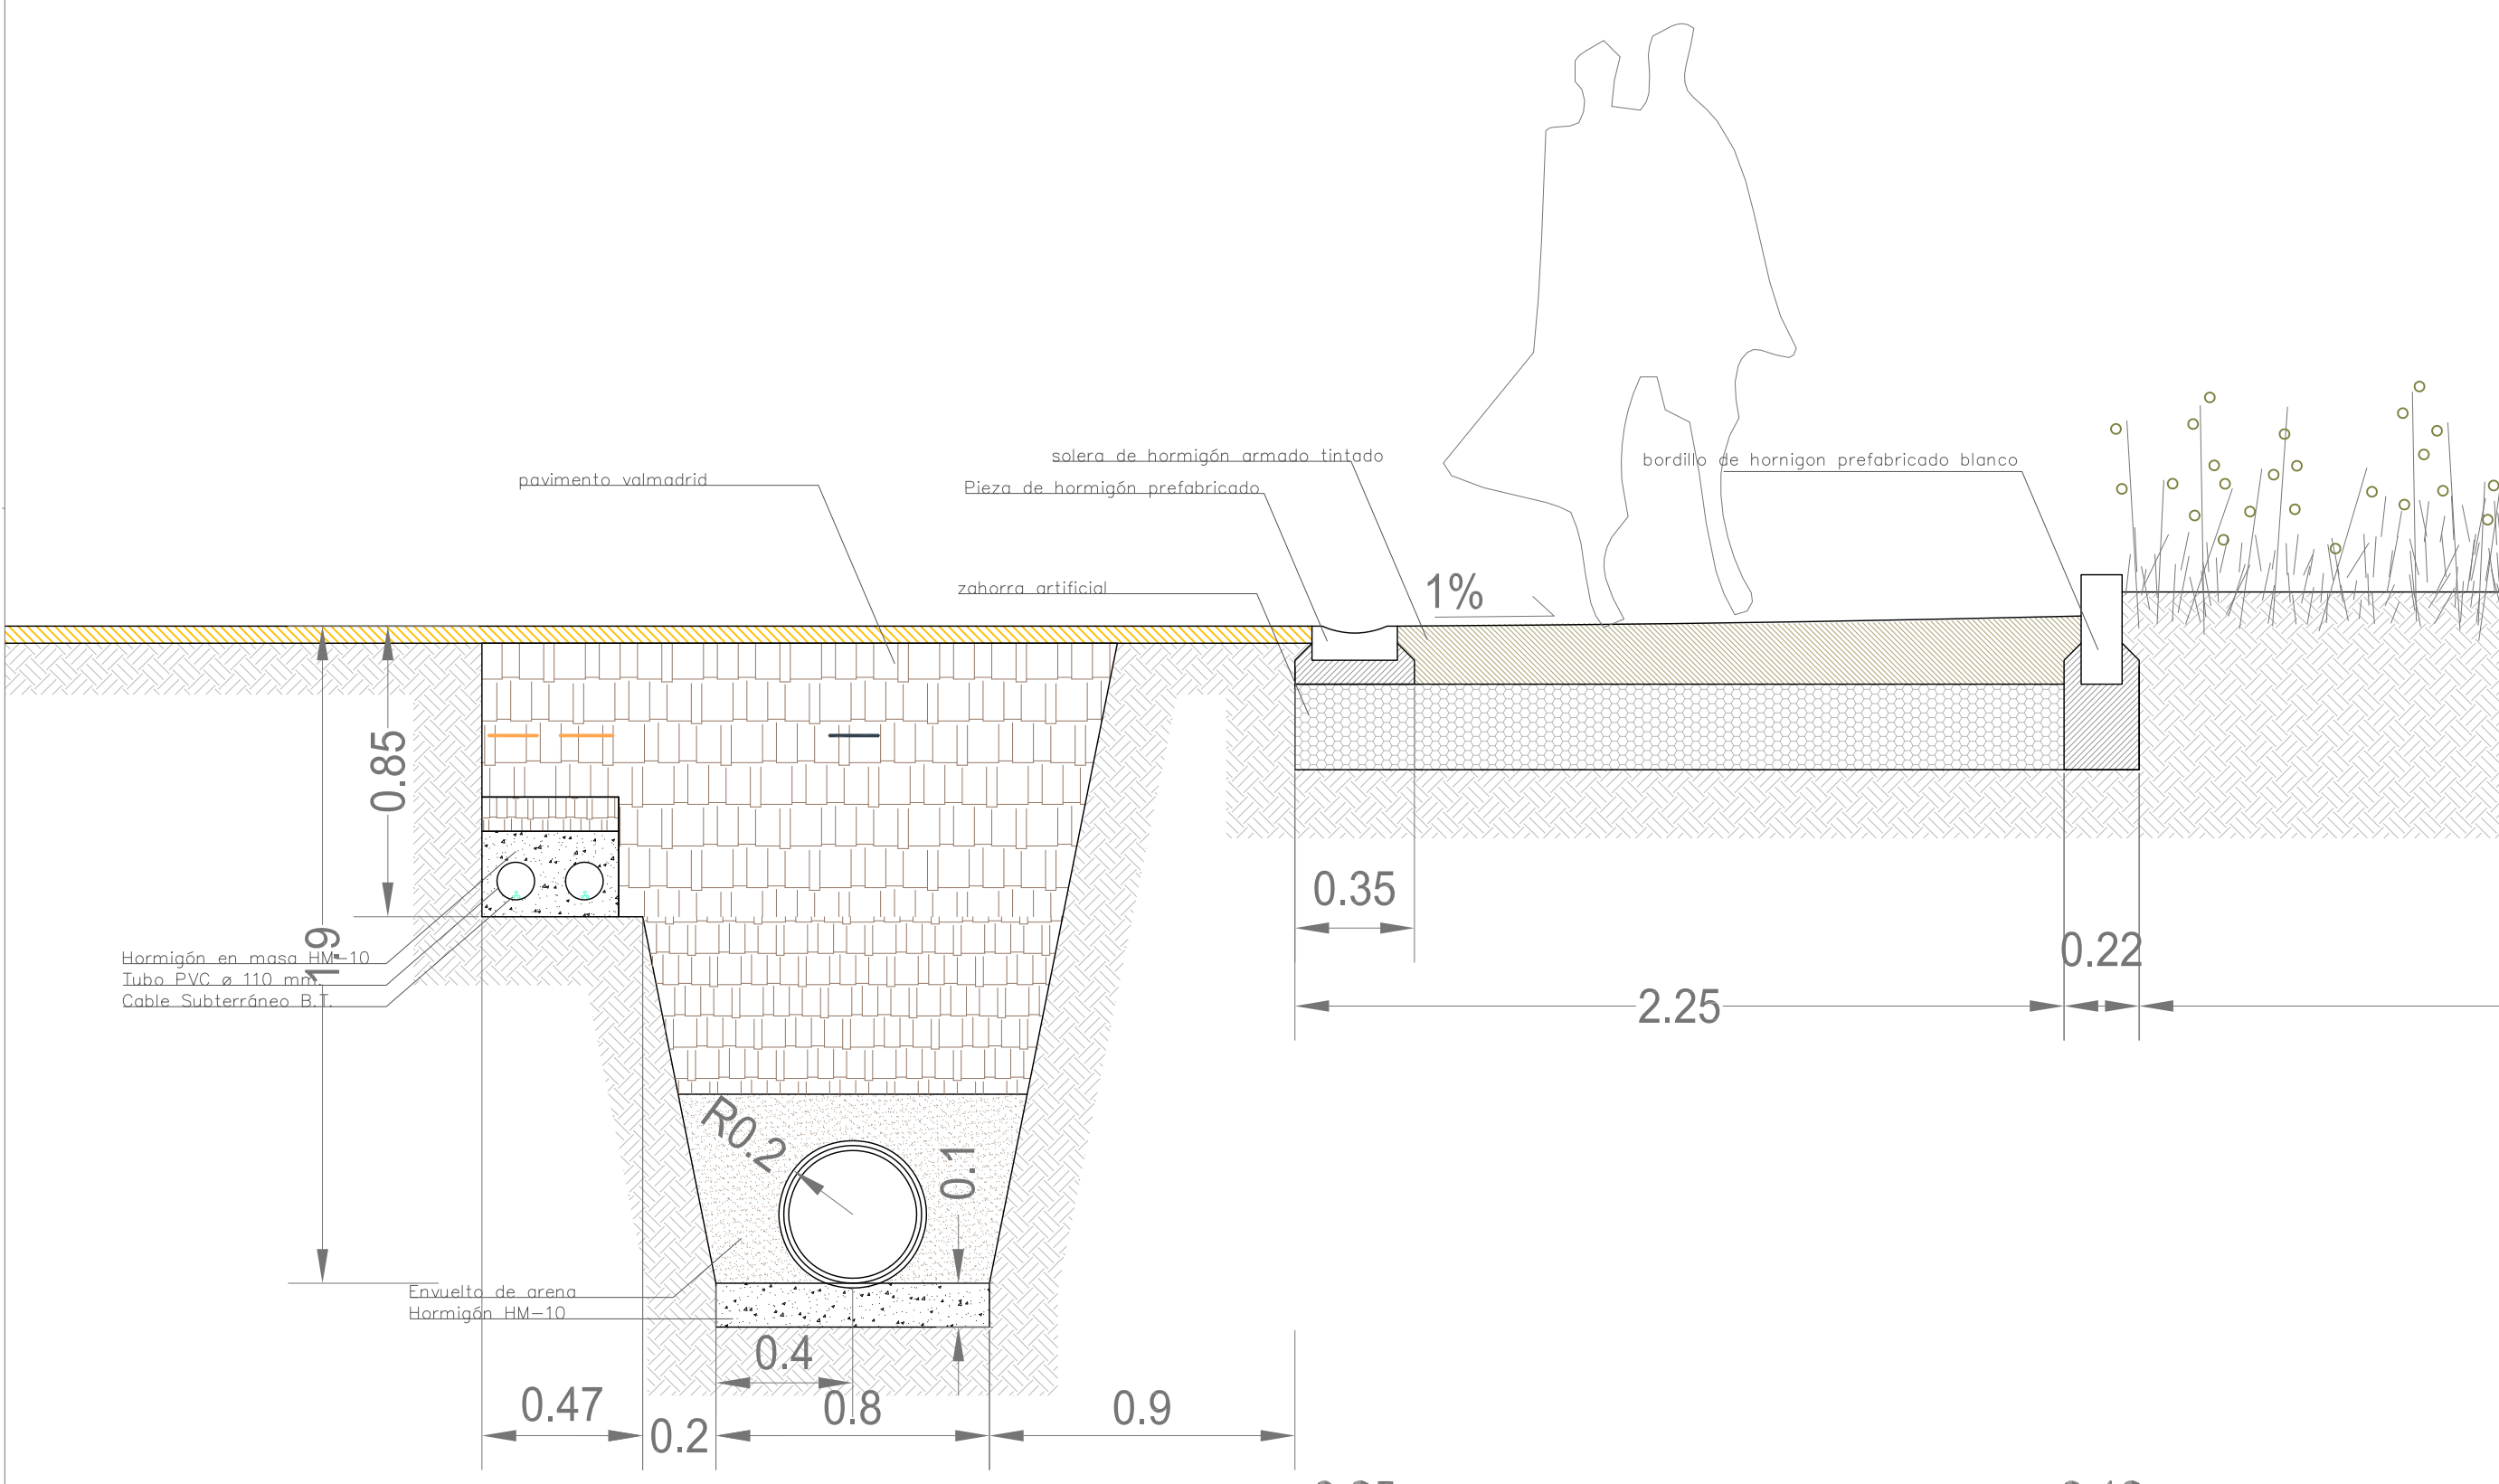 solera de hormigón armado tintado
bordillo de hornigon prefabricado blanco
pavimento valmadrid
Pieza de hormigón prefabricado
zahorra artificial
1%
0.85
0.35
1.9
0.22
Hormigón en masa HM-10
Tubo PVC ø 110 mm.
Cable Subterráneo B.T.
2.25
R0.2
0.1
Envuelto de arena
Hormigón HM-10
0.4
0.47
0.8
0.9
0.2